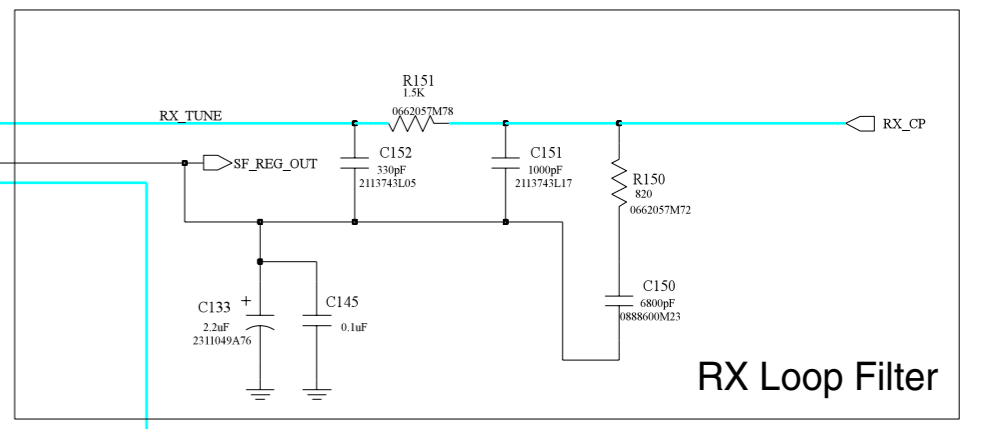 R151
1.5K
0662057M78
RX_TUNE
RX_CP
C152
330pF
2113743L05
C151
1000pF
2113743L17
SF_REG_OUT
R150
820
0662057M72
C150
6800pF
0888600M23
C133
+
2.2uF
2311049A76
C145
0.1uF
RX Loop Filter